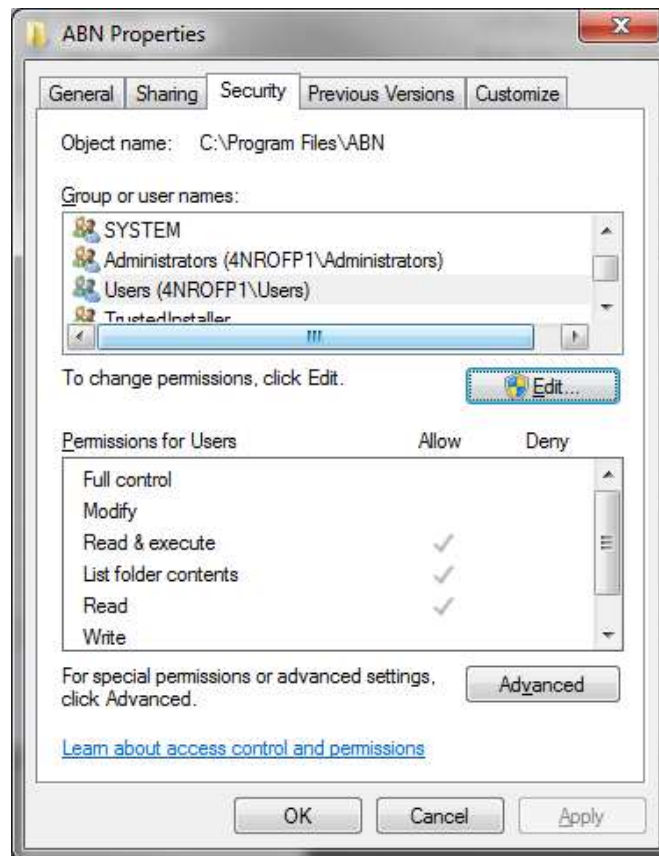 ABN Properties
General Sharing Security Previous Versions Customize
Object name: C:\Program Files\ABN
Group or user names:
SYSTEM
Administrators (4NROFP1\Administrators)
Users (4NROFP1\Users)
TrustedInstaller
To change permissions, click Edit.
Edit...
Permissions for Users Allow Deny
Full control
Modify
Read & execute
List folder contents
Read
Write
For special permissions or advanced settings,
click Advanced.
Advanced
Learn about access control and permissions
OK Cancel Apply